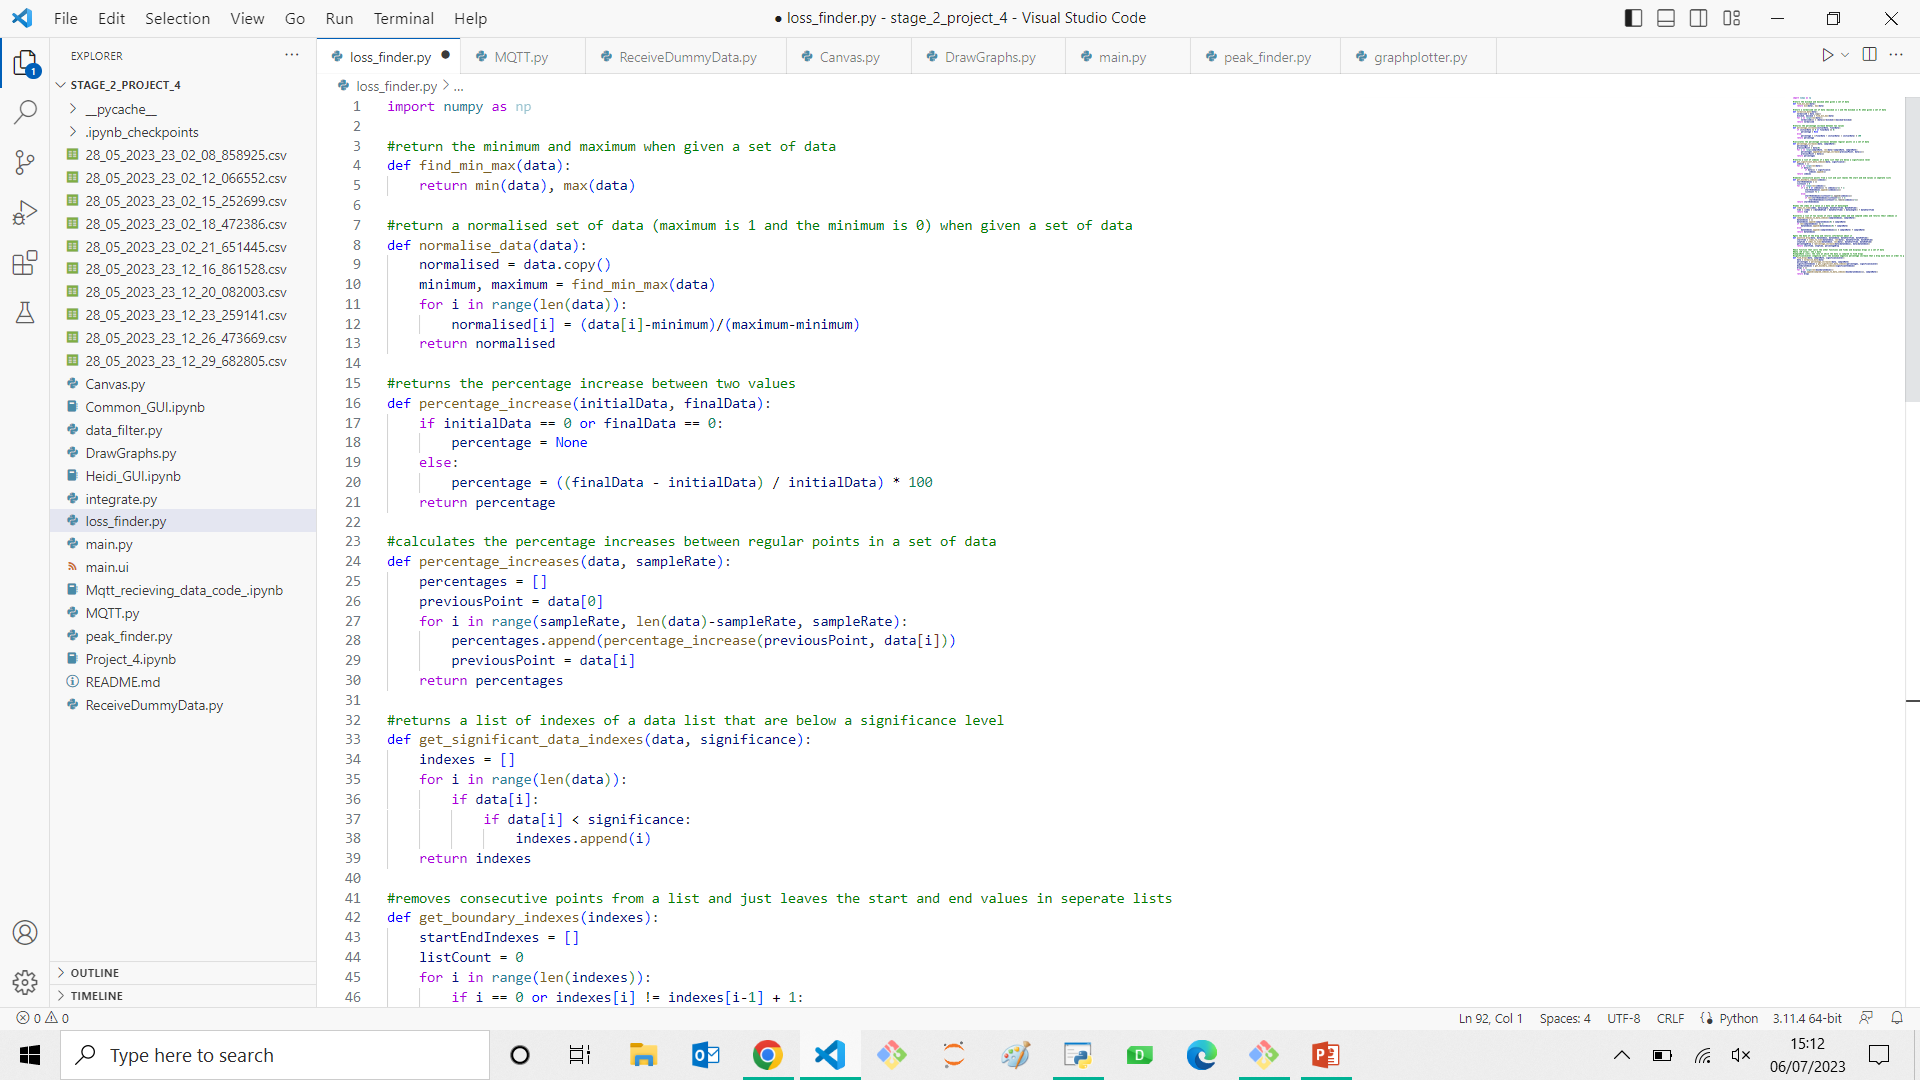 File Edit Selection View Go Run Terminal Help
● loss_finder.py - stage_2_project_4 - Visual Studio Code
EXPLORER
1
STAGE_2_PROJECT_4
__pycache__
.ipynb_checkpoints
28_05_2023_23_02_08_858925.csv
28_05_2023_23_02_12_066552.csv
28_05_2023_23_02_15_252699.csv
28_05_2023_23_02_18_472386.csv
28_05_2023_23_02_21_651445.csv
28_05_2023_23_12_16_861528.csv
28_05_2023_23_12_20_082003.csv
28_05_2023_23_12_23_259141.csv
28_05_2023_23_12_26_473669.csv
28_05_2023_23_12_29_682805.csv
Canvas.py
Common_GUI.ipynb
data_filter.py
DrawGraphs.py
Heidi_GUI.ipynb
integrate.py
loss_finder.py
main.py
main.ui
Mqtt_recieving_data_code_.ipynb
MQTT.py
peak_finder.py
Project_4.ipynb
README.md
ReceiveDummyData.py
OUTLINE
TIMELINE
loss_finder.py ● MQTT.py ReceiveDummyData.py Canvas.py DrawGraphs.py main.py peak_finder.py graphplotter.py
loss_finder.py > ...
1 import numpy as np
2
3 #return the minimum and maximum when given a set of data
4 def find_min_max(data):
5     return min(data), max(data)
6
7 #return a normalised set of data (maximum is 1 and the minimum is 0) when given a set of data
8 def normalise_data(data):
9     normalised = data.copy()
10     minimum, maximum = find_min_max(data)
11     for i in range(len(data)):
12         normalised[i] = (data[i]-minimum)/(maximum-minimum)
13     return normalised
14
15 #returns the percentage increase between two values
16 def percentage_increase(initialData, finalData):
17     if initialData == 0 or finalData == 0:
18         percentage = None
19     else:
20         percentage = ((finalData - initialData) / initialData) * 100
21     return percentage
22
23 #calculates the percentage increases between regular points in a set of data
24 def percentage_increases(data, sampleRate):
25     percentages = []
26     previousPoint = data[0]
27     for i in range(sampleRate, len(data)-sampleRate, sampleRate):
28         percentages.append(percentage_increase(previousPoint, data[i]))
29         previousPoint = data[i]
30     return percentages
31
32 #returns a list of indexes of a data list that are below a significance level
33 def get_significant_data_indexes(data, significance):
34     indexes = []
35     for i in range(len(data)):
36         if data[i]:
37             if data[i] < significance:
38                 indexes.append(i)
39     return indexes
40
41 #removes consecutive points from a list and just leaves the start and end values in seperate lists
42 def get_boundary_indexes(indexes):
43     startEndIndexes = []
44     listCount = 0
45     for i in range(len(indexes)):
46         if i == 0 or indexes[i] != indexes[i-1] + 1:
0 0
Ln 92, Col 1 Spaces: 4 UTF-8 CRLF Python 3.11.4 64-bit
Type here to search
15:12
06/07/2023